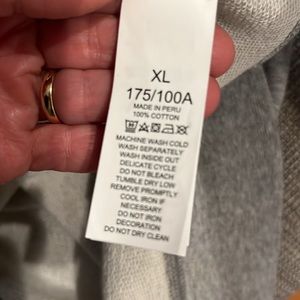 XL
175/100A
MADE IN PERU
100% COTTON
MACHINE WASH COLD
WASH SEPARATELY
WASH INSIDE OUT
DELICATE CYCLE
DO NOT BLEACH
TUMBLE DRY LOW
REMOVE PROMPTLY
COOL IRON IF
NECESSARY
DO NOT IRON
DECORATION
DO NOT DRY CLEAN